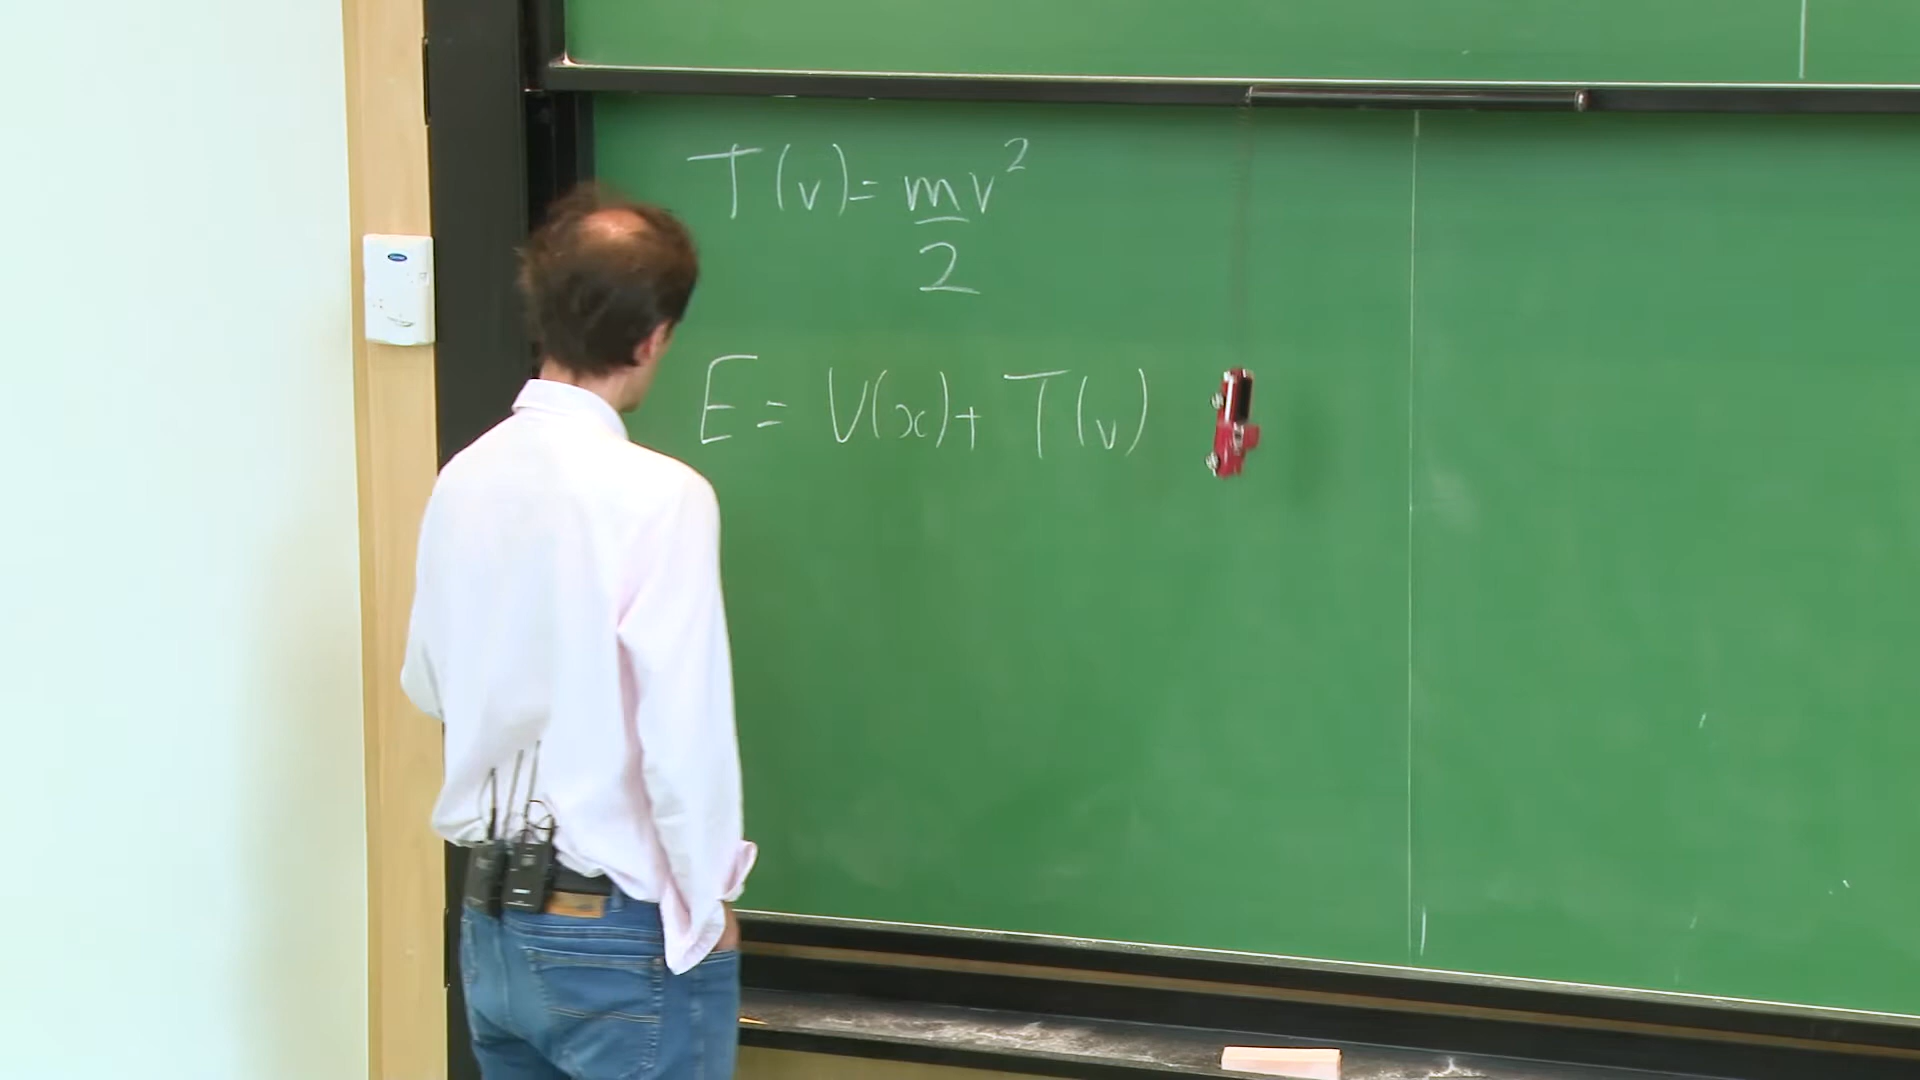 T(v) = mv²/2
E = V(x) + T(v)